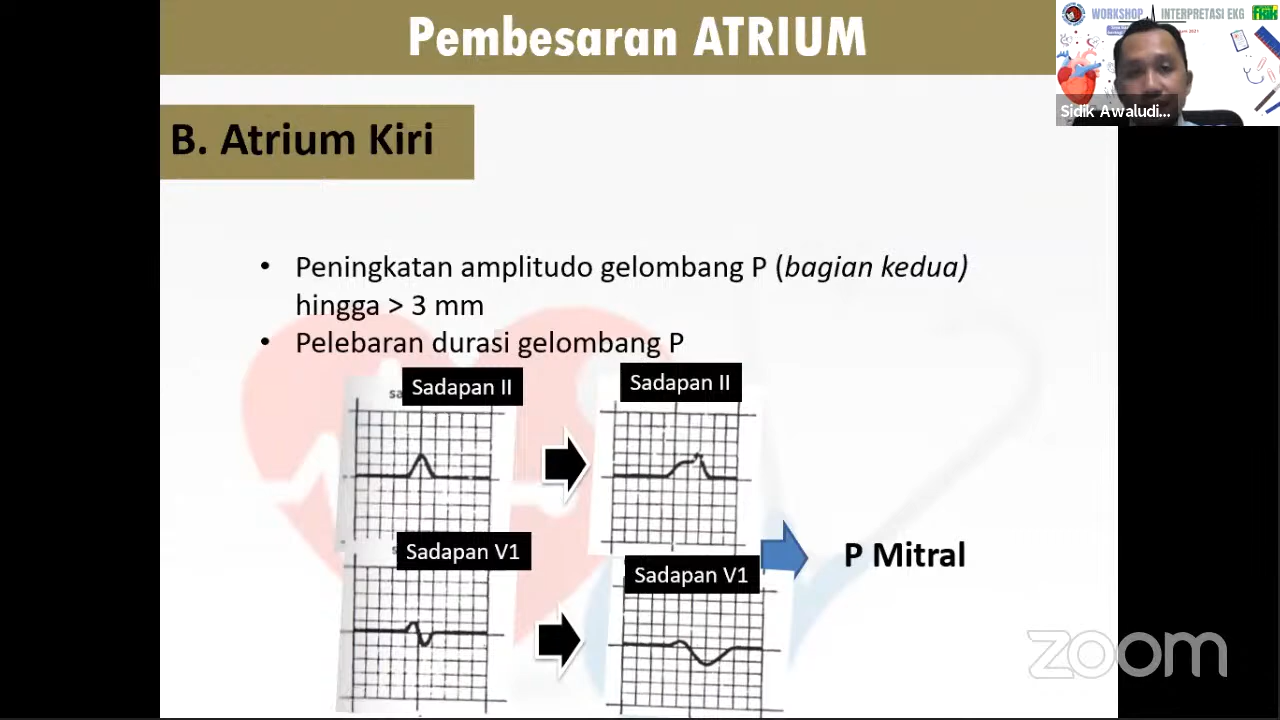 Pembesaran ATRIUM
WORKSHOP INTERPRETASI EKG
Sidik Awaludi...
B. Atrium Kiri
• Peningkatan amplitudo gelombang P (bagian kedua)
hingga > 3 mm
• Pelebaran durasi gelombang P
Sadapan II
Sadapan II
Sadapan V1
Sadapan V1
P Mitral
zoom